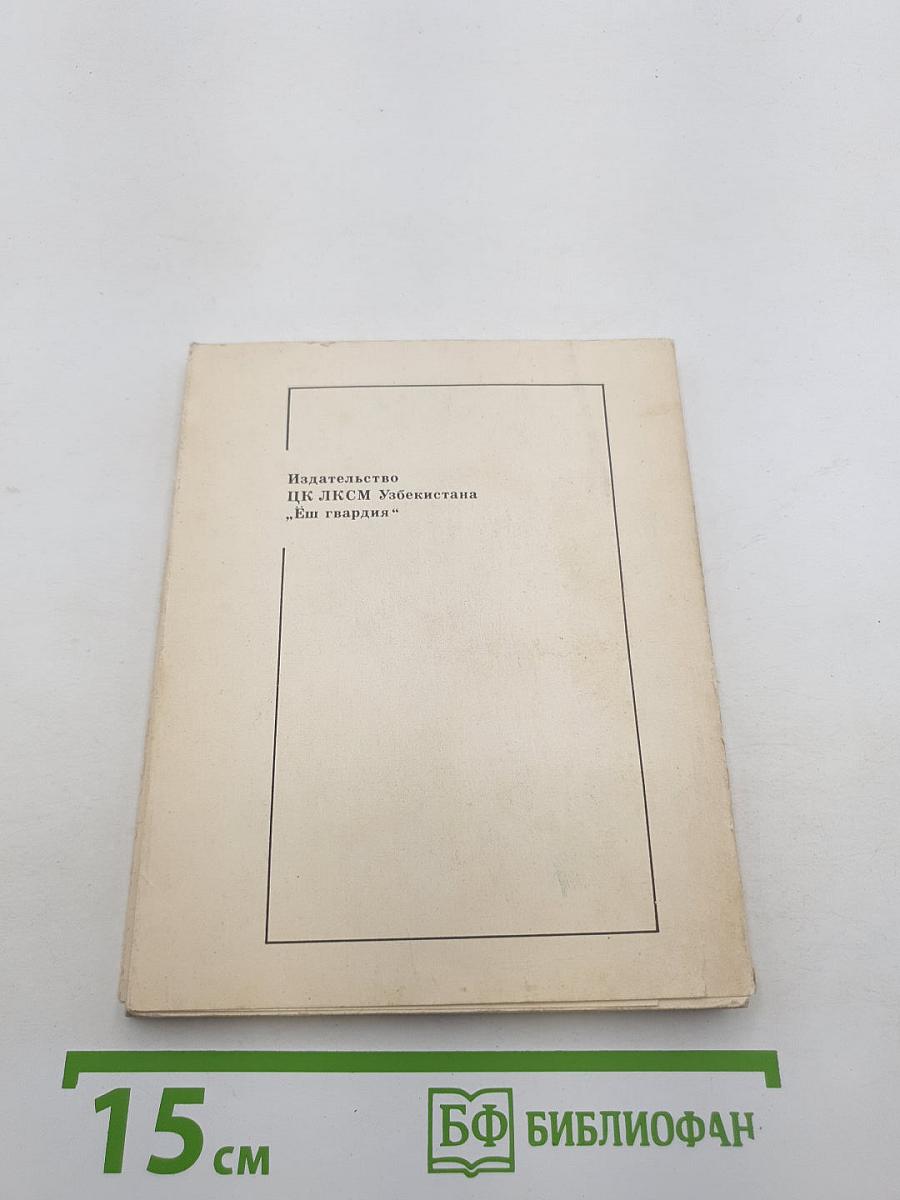 Издательство
ЦК ЛКСМ Узбекистана
„Ёш гвардия“
15 см
БФ БИБЛИОФАН